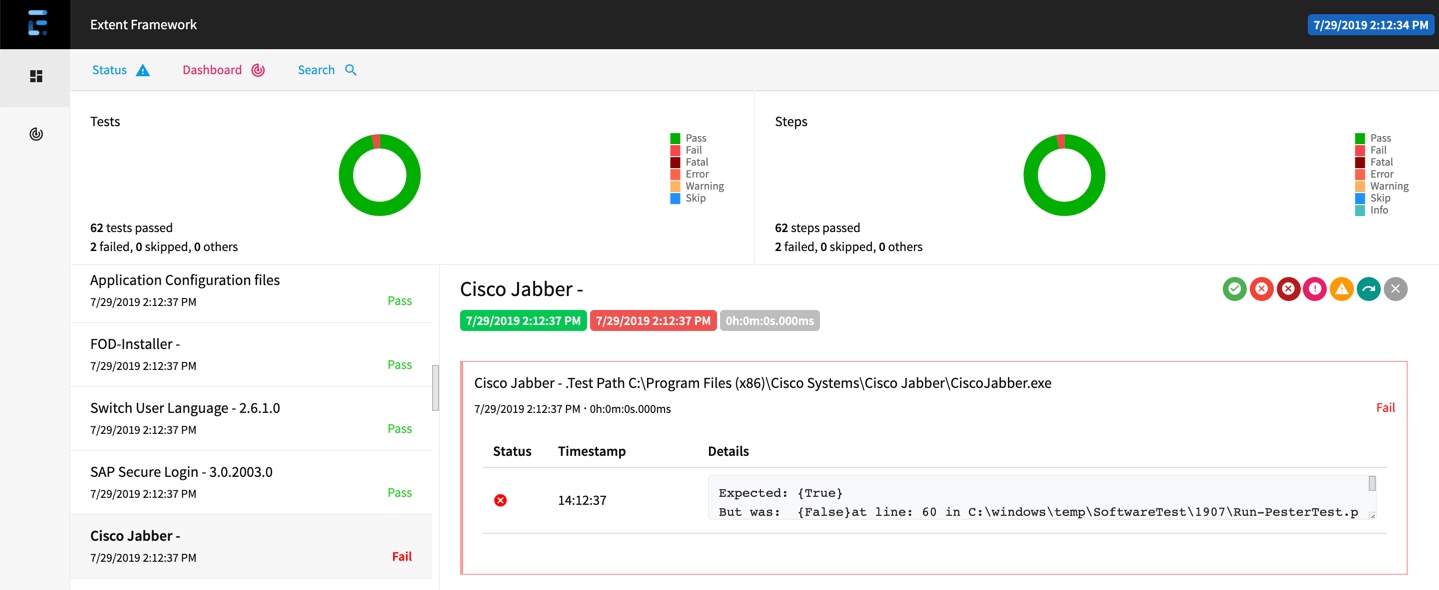 Extent Framework
7/29/2019 2:12:34 PM
Status
Dashboard
Search
Tests
Pass
Fail
Fatal
Error
Warning
Skip
62 tests passed
2 failed, 0 skipped, 0 others
Steps
Pass
Fail
Fatal
Error
Warning
Skip
Info
62 steps passed
2 failed, 0 skipped, 0 others
Application Configuration files
7/29/2019 2:12:37 PM
Pass
FOD-Installer -
7/29/2019 2:12:37 PM
Pass
Switch User Language - 2.6.1.0
7/29/2019 2:12:37 PM
Pass
SAP Secure Login - 3.0.2003.0
7/29/2019 2:12:37 PM
Pass
Cisco Jabber -
7/29/2019 2:12:37 PM
Fail
Cisco Jabber -
7/29/2019 2:12:37 PM 7/29/2019 2:12:37 PM 0h:0m:0s.000ms
Cisco Jabber - .Test Path C:\Program Files (x86)\Cisco Systems\Cisco Jabber\CiscoJabber.exe
7/29/2019 2:12:37 PM · 0h:0m:0s.000ms
Fail
Status Timestamp Details
14:12:37
Expected: {True}
But was:  {False}at line: 60 in C:\windows\temp\SoftwareTest\1907\Run-PesterTest.p